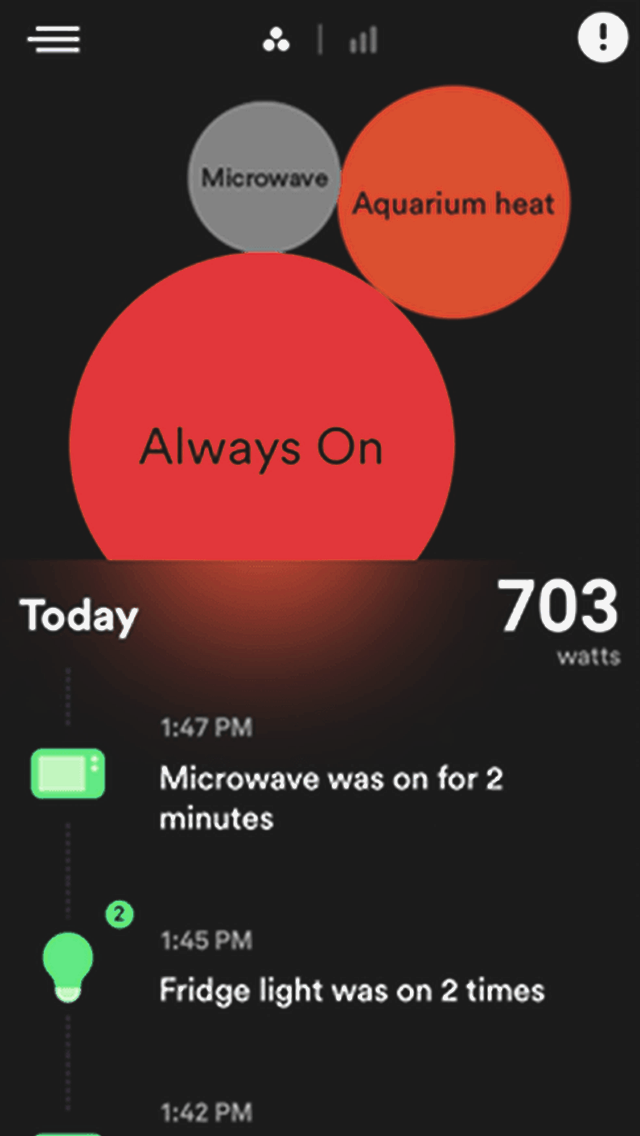 !
Microwave
Aquarium heat
Always On
Today
703
watts
1:47 PM
Microwave was on for 2
minutes
2
1:45 PM
Fridge light was on 2 times
1:42 PM